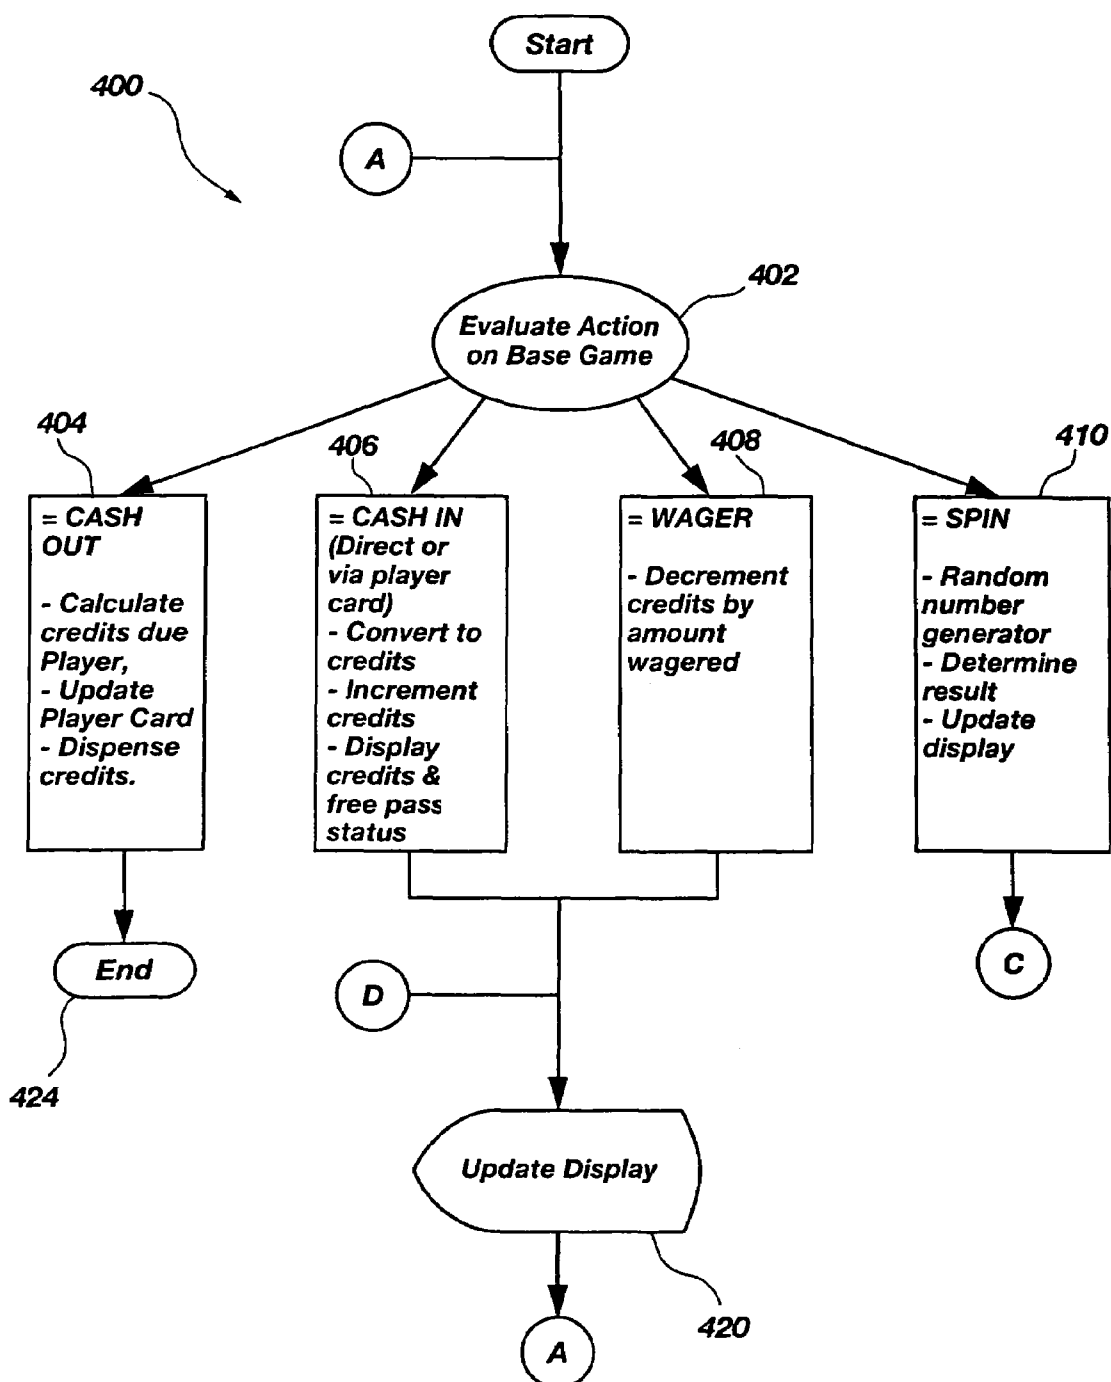 Start
400
A
402
Evaluate Action
on Base Game
404
406
408
410
= CASH
OUT
- Calculate
credits due
Player,
- Update
Player Card
- Dispense
credits.
= CASH IN
(Direct or
via player
card)
- Convert to
credits
- Increment
credits
- Display
credits &
free pass
status
= WAGER
- Decrement
credits by
amount
wagered
= SPIN
- Random
number
generator
- Determine
result
- Update
display
End
424
D
C
Update Display
420
A